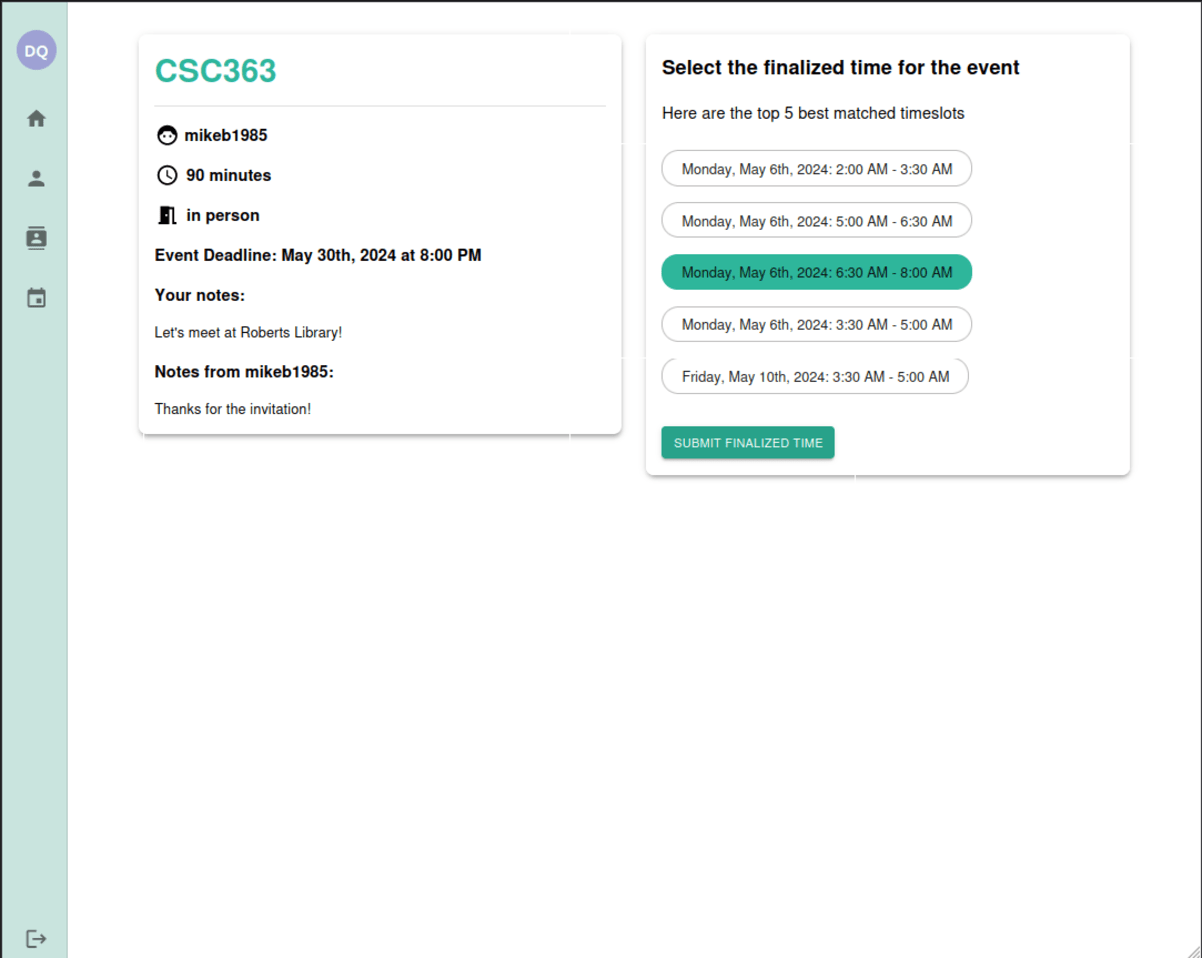 DQ
CSC363
mikeb1985
90 minutes
in person
Event Deadline: May 30th, 2024 at 8:00 PM
Your notes:
Let's meet at Roberts Library!
Notes from mikeb1985:
Thanks for the invitation!
Select the finalized time for the event
Here are the top 5 best matched timeslots
Monday, May 6th, 2024: 2:00 AM - 3:30 AM
Monday, May 6th, 2024: 5:00 AM - 6:30 AM
Monday, May 6th, 2024: 6:30 AM - 8:00 AM
Monday, May 6th, 2024: 3:30 AM - 5:00 AM
Friday, May 10th, 2024: 3:30 AM - 5:00 AM
SUBMIT FINALIZED TIME